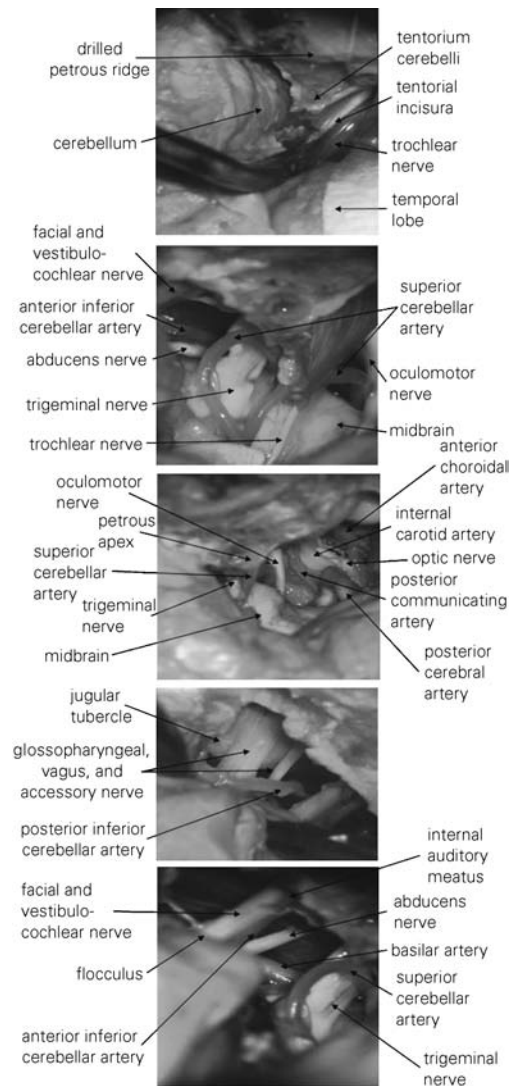 drilled
petrous ridge
cerebellum
tentorium
cerebelli
tentorial
incisura
trochlear
nerve
temporal
lobe
facial and
vestibulo-
cochlear nerve
anterior inferior
cerebellar artery
abducens nerve
trigeminal nerve
trochlear nerve
superior
cerebellar
artery
oculomotor
nerve
midbrain
oculomotor
nerve
petrous
apex
superior
cerebellar
artery
trigeminal
nerve
midbrain
anterior
choroidal
artery
internal
carotid artery
optic nerve
posterior
communicating
artery
posterior
cerebral
artery
jugular
tubercle
glossopharyngeal,
vagus, and
accessory nerve
posterior inferior
cerebellar artery
facial and
vestibulo-
cochlear nerve
flocculus
anterior inferior
cerebellar artery
internal
auditory
meatus
abducens
nerve
basilar artery
superior
cerebellar
artery
trigeminal
nerve